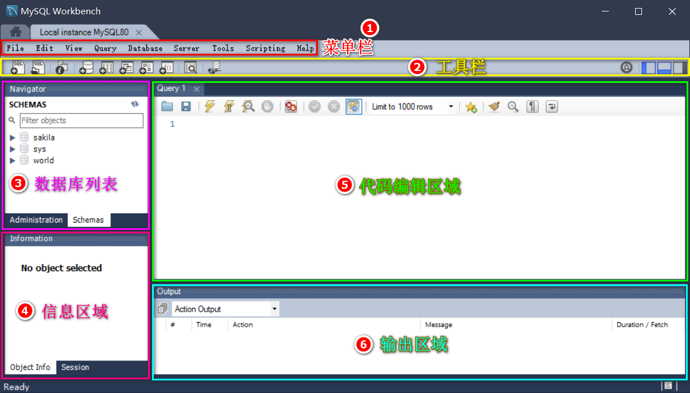 MySQL Workbench
Local instance MySQL80 ×
1
File Edit View Query Database Server Tools Scripting Help 菜单栏
2 工具栏
Navigator
SCHEMAS
Filter objects
sakila
sys
world
3 数据库列表
Administration Schemas
Information
No object selected
4 信息区域
Object Info Session
Query 1 ×
Limit to 1000 rows
1
5 代码编辑区域
Output
Action Output
# Time Action Message Duration / Fetch
6 输出区域
Ready